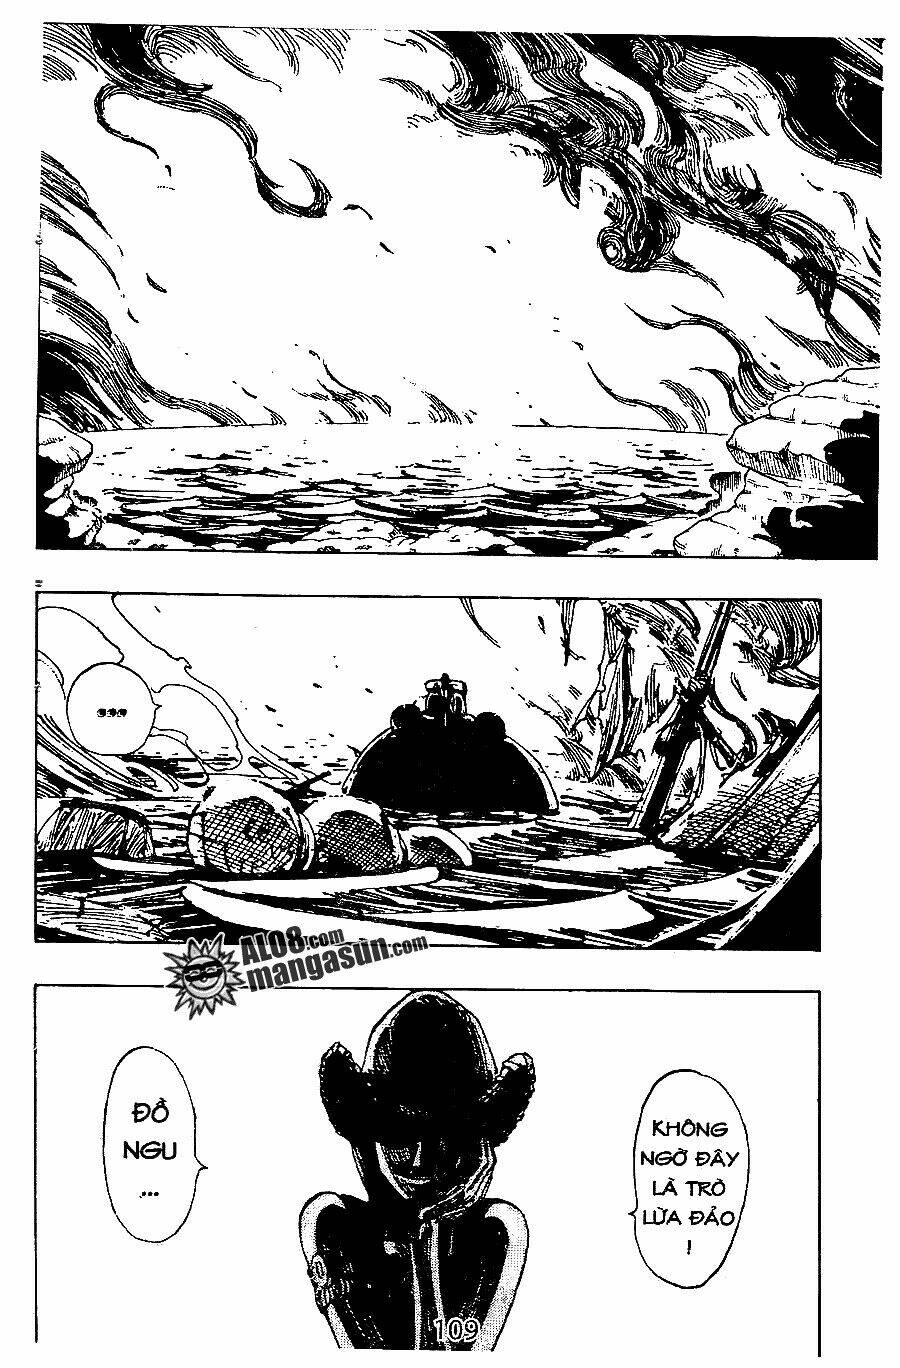 ...
ALO8.com
mangasun.com
ĐỒ
NGU
...
KHÔNG
NGỜ ĐÂY
LÀ TRÒ
LỪA ĐẢO
!
109